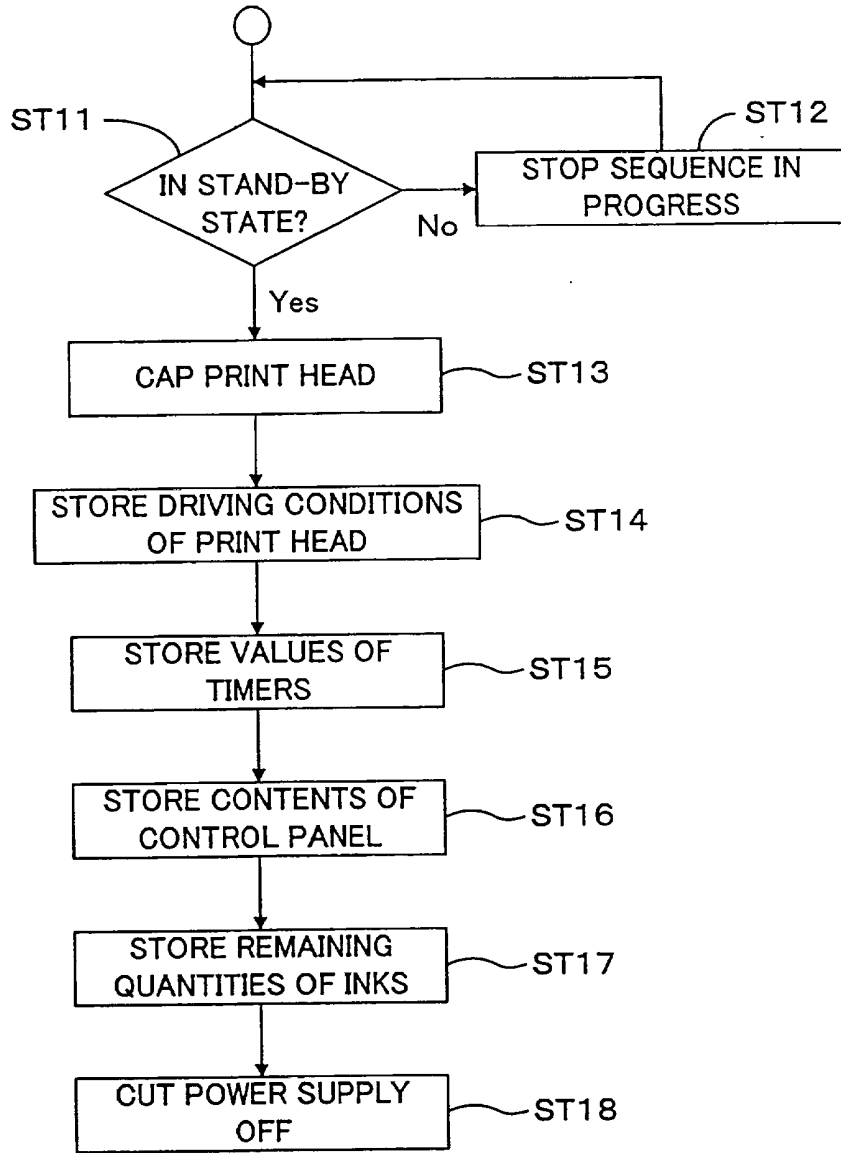 ST11
IN STAND-BY
STATE?
No
ST12
STOP SEQUENCE IN
PROGRESS
Yes
CAP PRINT HEAD
ST13
STORE DRIVING CONDITIONS
OF PRINT HEAD
ST14
STORE VALUES OF
TIMERS
ST15
STORE CONTENTS OF
CONTROL PANEL
ST16
STORE REMAINING
QUANTITIES OF INKS
ST17
CUT POWER SUPPLY
OFF
ST18